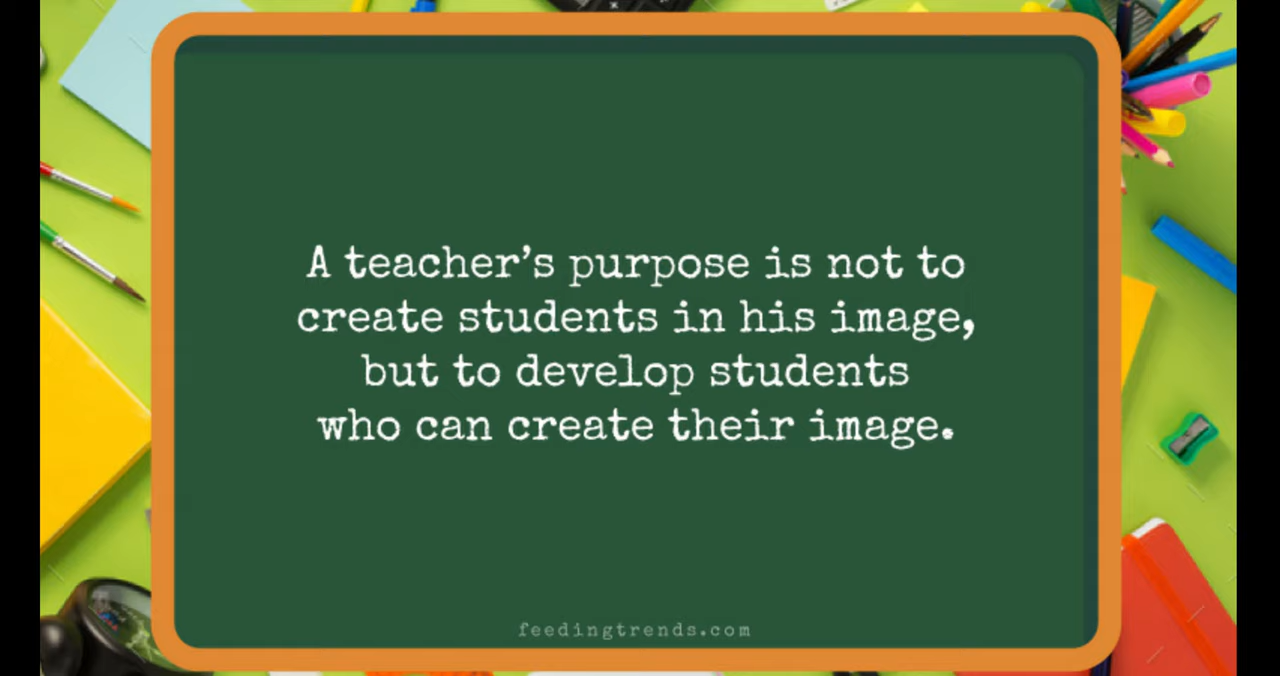 A teacher’s purpose is not to
create students in his image,
but to develop students
who can create their image.
feedingtrends.com